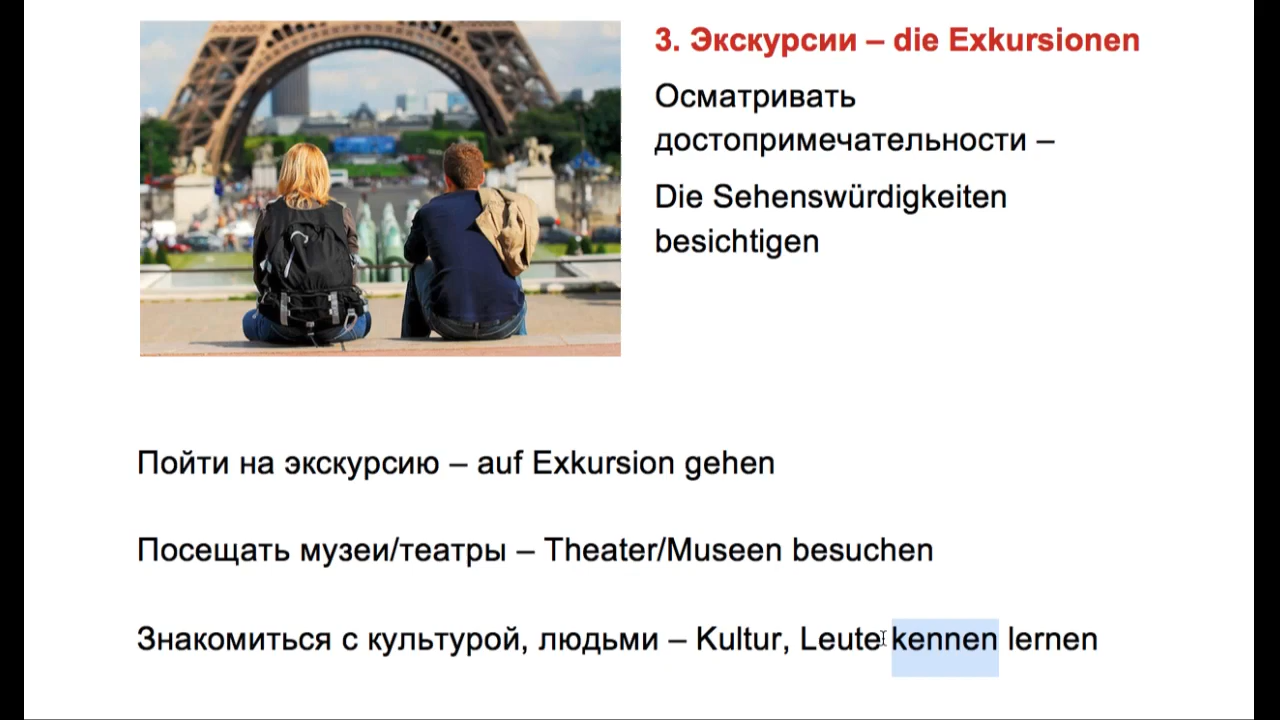 3. Экскурсии – die Exkursionen
Осматривать
достопримечательности –
Die Sehenswürdigkeiten
besichtigen
Пойти на экскурсию – auf Exkursion gehen
Посещать музеи/театры – Theater/Museen besuchen
Знакомиться с культурой, людьми – Kultur, Leute kennen lernen